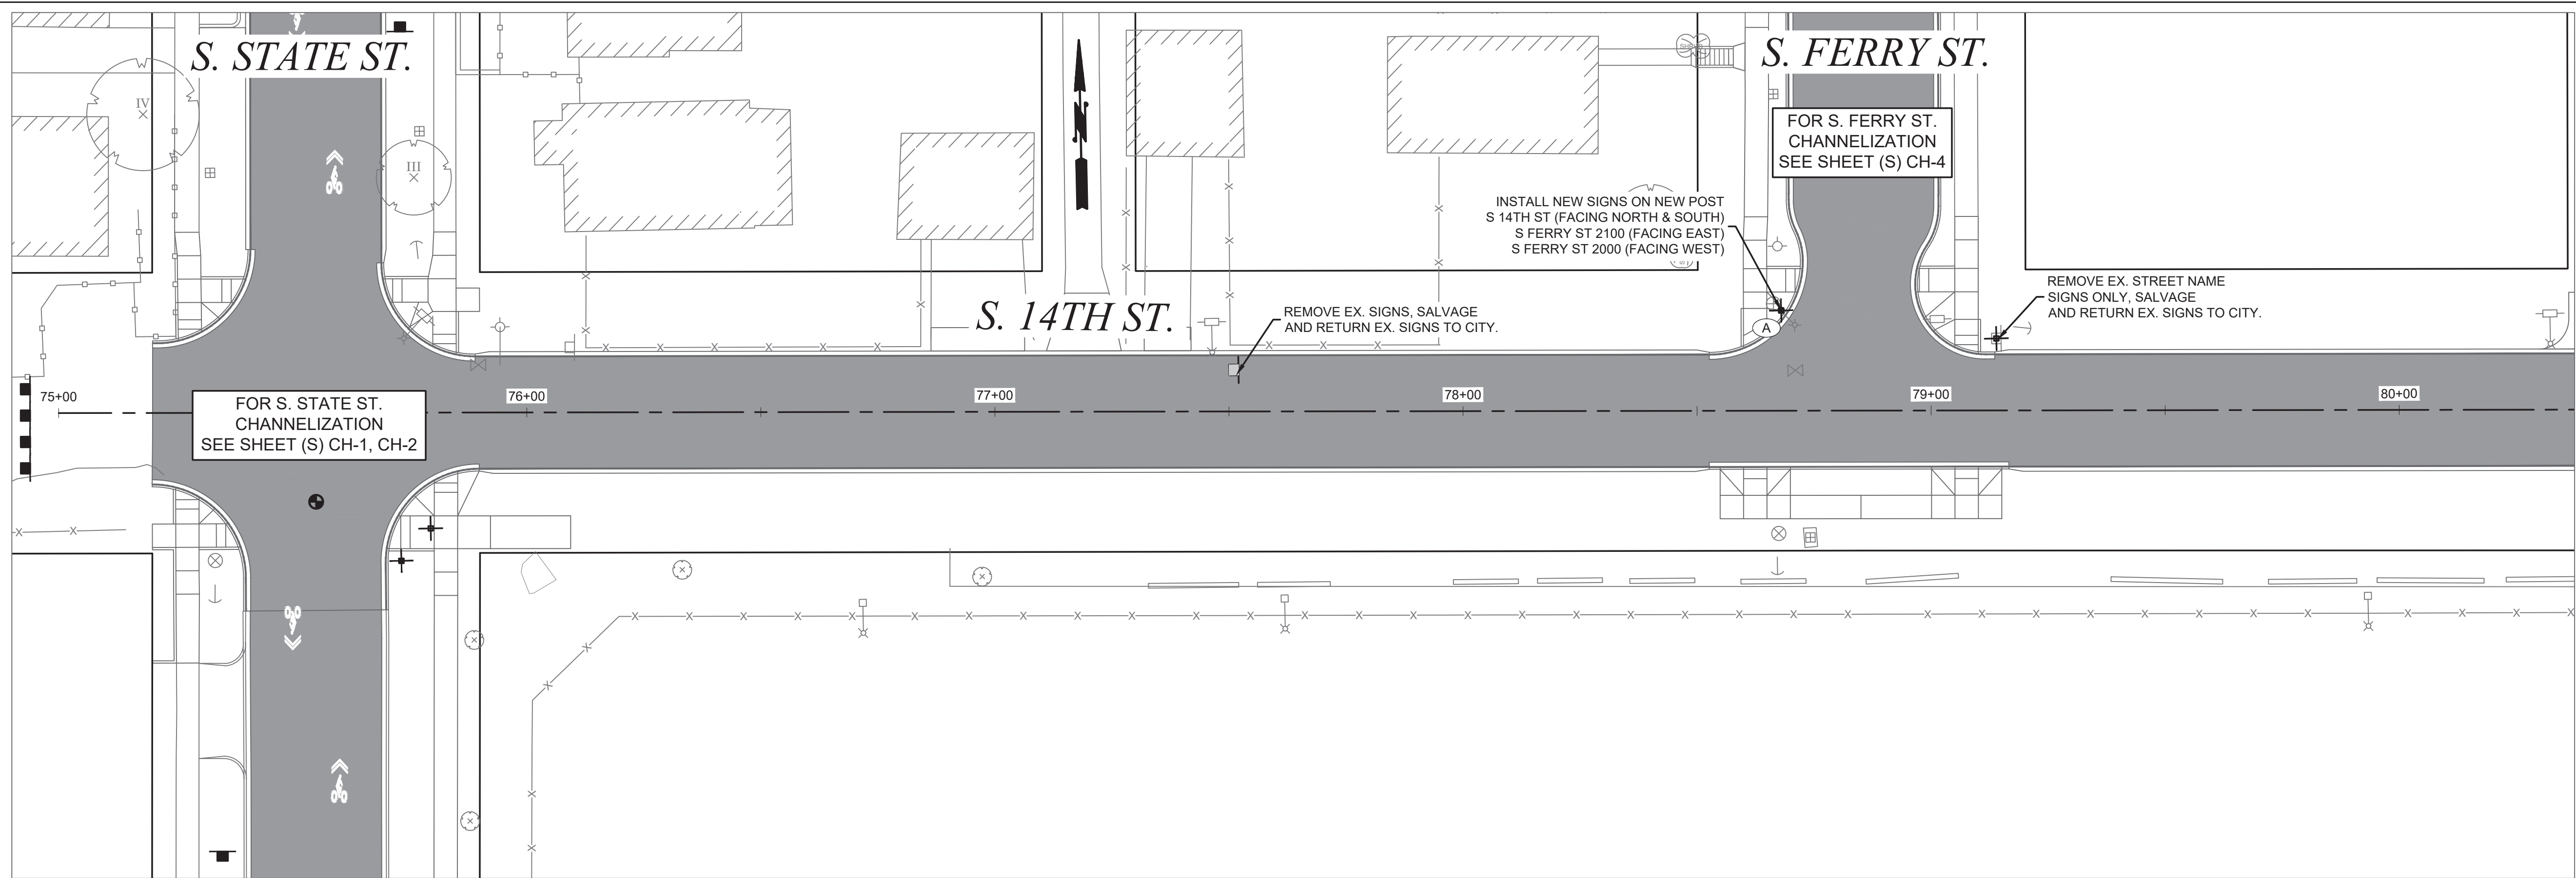 S. STATE ST.
S. FERRY ST.
IV
III
N
SHRUB
FOR S. FERRY ST.
CHANNELIZATION
SEE SHEET (S) CH-4
INSTALL NEW SIGNS ON NEW POST
S 14TH ST (FACING NORTH & SOUTH)
S FERRY ST 2100 (FACING EAST)
S FERRY ST 2000 (FACING WEST)
S. 14TH ST.
REMOVE EX. SIGNS, SALVAGE
AND RETURN EX. SIGNS TO CITY.
A
REMOVE EX. STREET NAME
SIGNS ONLY, SALVAGE
AND RETURN EX. SIGNS TO CITY.
75+00
76+00
77+00
78+00
79+00
80+00
FOR S. STATE ST.
CHANNELIZATION
SEE SHEET (S) CH-1, CH-2